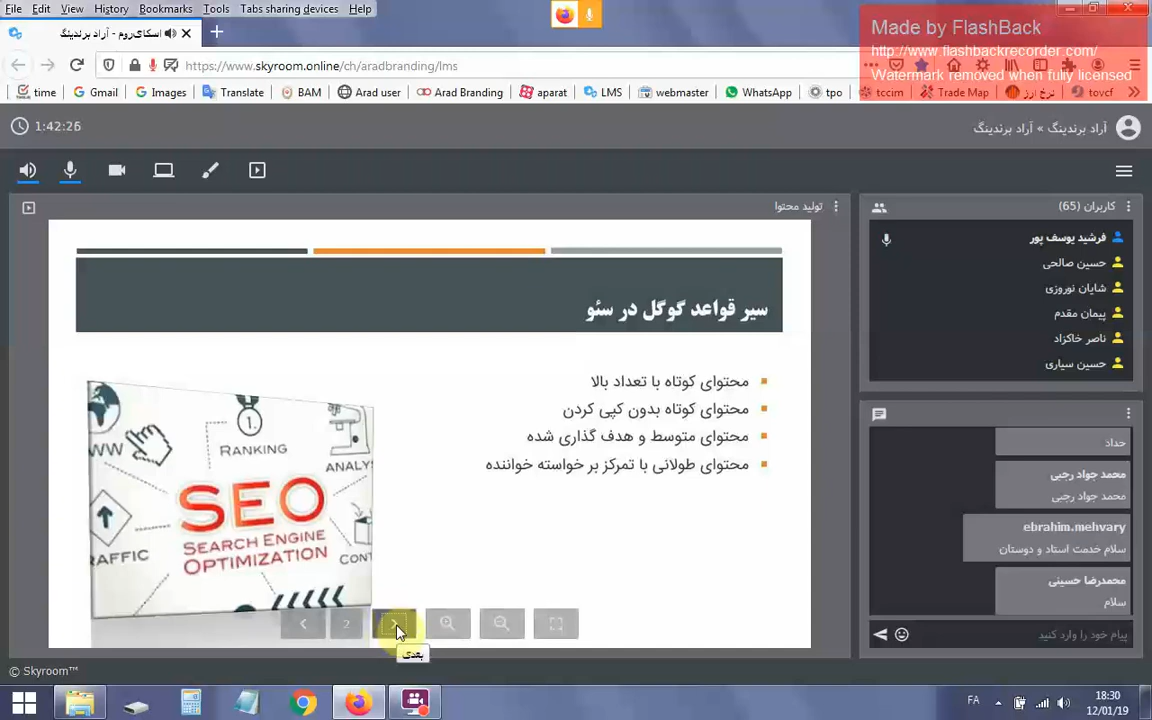 File Edit View History Bookmarks Tools Tabs sharing devices Help
Made by FlashBack
http://www.flashbackrecorder.com/
Watermark removed when fully licensed
اسکای‌روم - آراد برندینگ
https://www.skyroom.online/ch/aradbranding/lms
time Gmail Images Translate BAM Arad user Arad Branding aparat LMS webmaster WhatsApp tpo tccim Trade Map نرخ ارز tovcf
1:42:26
آراد برندینگ » آراد برندینگ
تولید محتوا
سیر قواعد گوگل در سئو
محتوای کوتاه با تعداد بالا
محتوای کوتاه بدون کپی کردن
محتوای متوسط و هدف گذاری شده
محتوای طولانی با تمرکز بر خواسته خواننده
WW
1.
RANKING
ANALY
SEO
SEARCH ENGINE
OPTIMIZATION
RAFFIC
CONT
2
بعدی
کاربران (65)
فرشید یوسف پور
حسین صالحی
شایان نوروزی
پیمان مقدم
ناصر خاکزاد
حسین سیاری
حداد
محمد جواد رجبی
محمد جواد رجبی
ebrahim.mehvary
سلام خدمت استاد و دوستان
محمدرضا حسینی
سلام
پیام خود را وارد کنید
© Skyroom™
FA
18:30
12/01/19